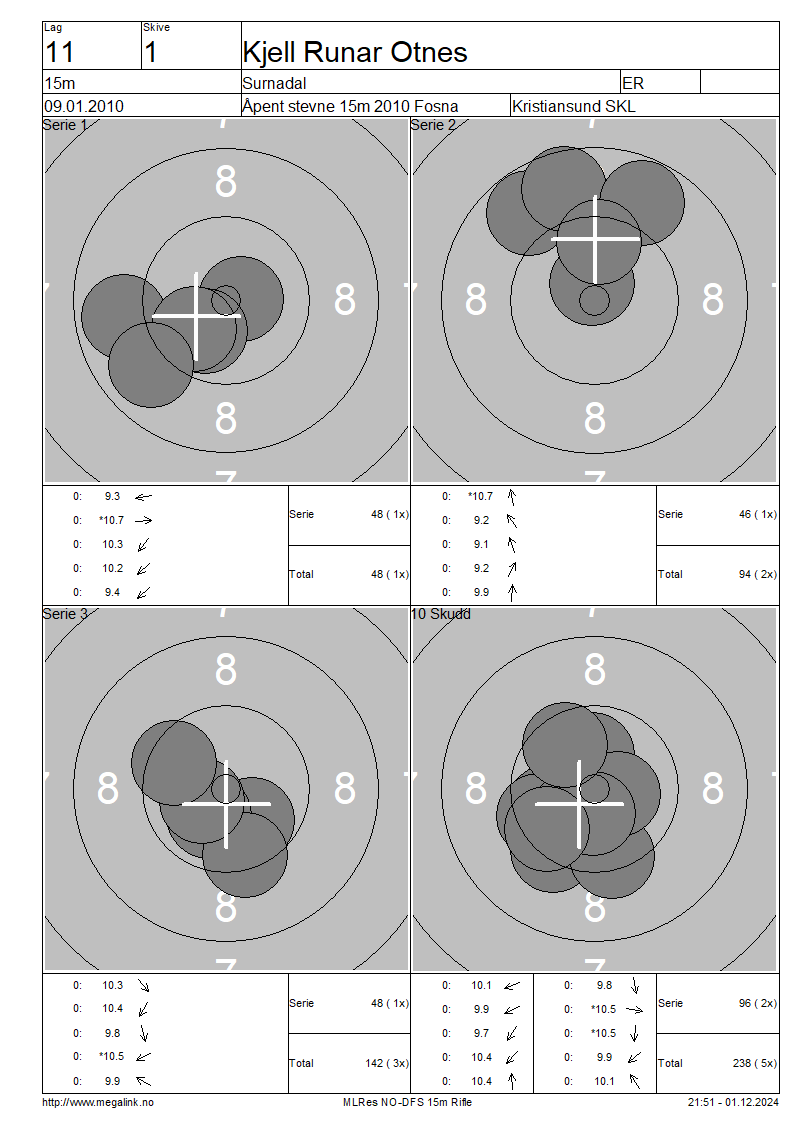 Lag Skive
11 1 Kjell Runar Otnes
15m Surnadal ER
09.01.2010 Åpent stevne 15m 2010 Fosna Kristiansund SKL
Serie 1 Serie 2
7 7
8 8
7 8 7 8 8 7
8 8
7 7
0: 9.3
0: *10.7
0: 10.3
0: 10.2
0: 9.4
Serie 48 ( 1x)
Total 48 ( 1x)
0: *10.7
0: 9.2
0: 9.1
0: 9.2
0: 9.9
Serie 46 ( 1x)
Total 94 ( 2x)
Serie 3 10 Skudd
7 7
8 8
7 8 8 7 8 8 7
8 8
7 7
0: 10.3
0: 10.4
0: 9.8
0: *10.5
0: 9.9
Serie 48 ( 1x)
Total 142 ( 3x)
0: 10.1
0: 9.9
0: 9.7
0: 10.4
0: 10.4
0: 9.8
0: *10.5
0: *10.5
0: 9.9
0: 10.1
Serie 96 ( 2x)
Total 238 ( 5x)
http://www.megalink.no MLRes NO-DFS 15m Rifle 21:51 - 01.12.2024